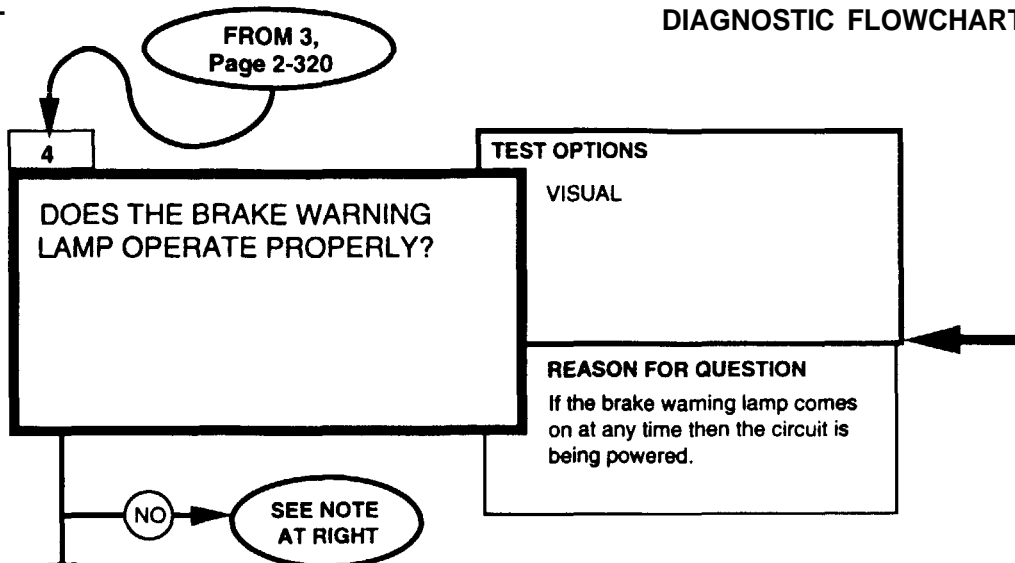 DIAGNOSTIC FLOWCHART
FROM 3,
Page 2-320
4
DOES THE BRAKE WARNING
LAMP OPERATE PROPERLY?
TEST OPTIONS
VISUAL
REASON FOR QUESTION
If the brake warning lamp comes
on at any time then the circuit is
being powered.
NO
SEE NOTE
AT RIGHT